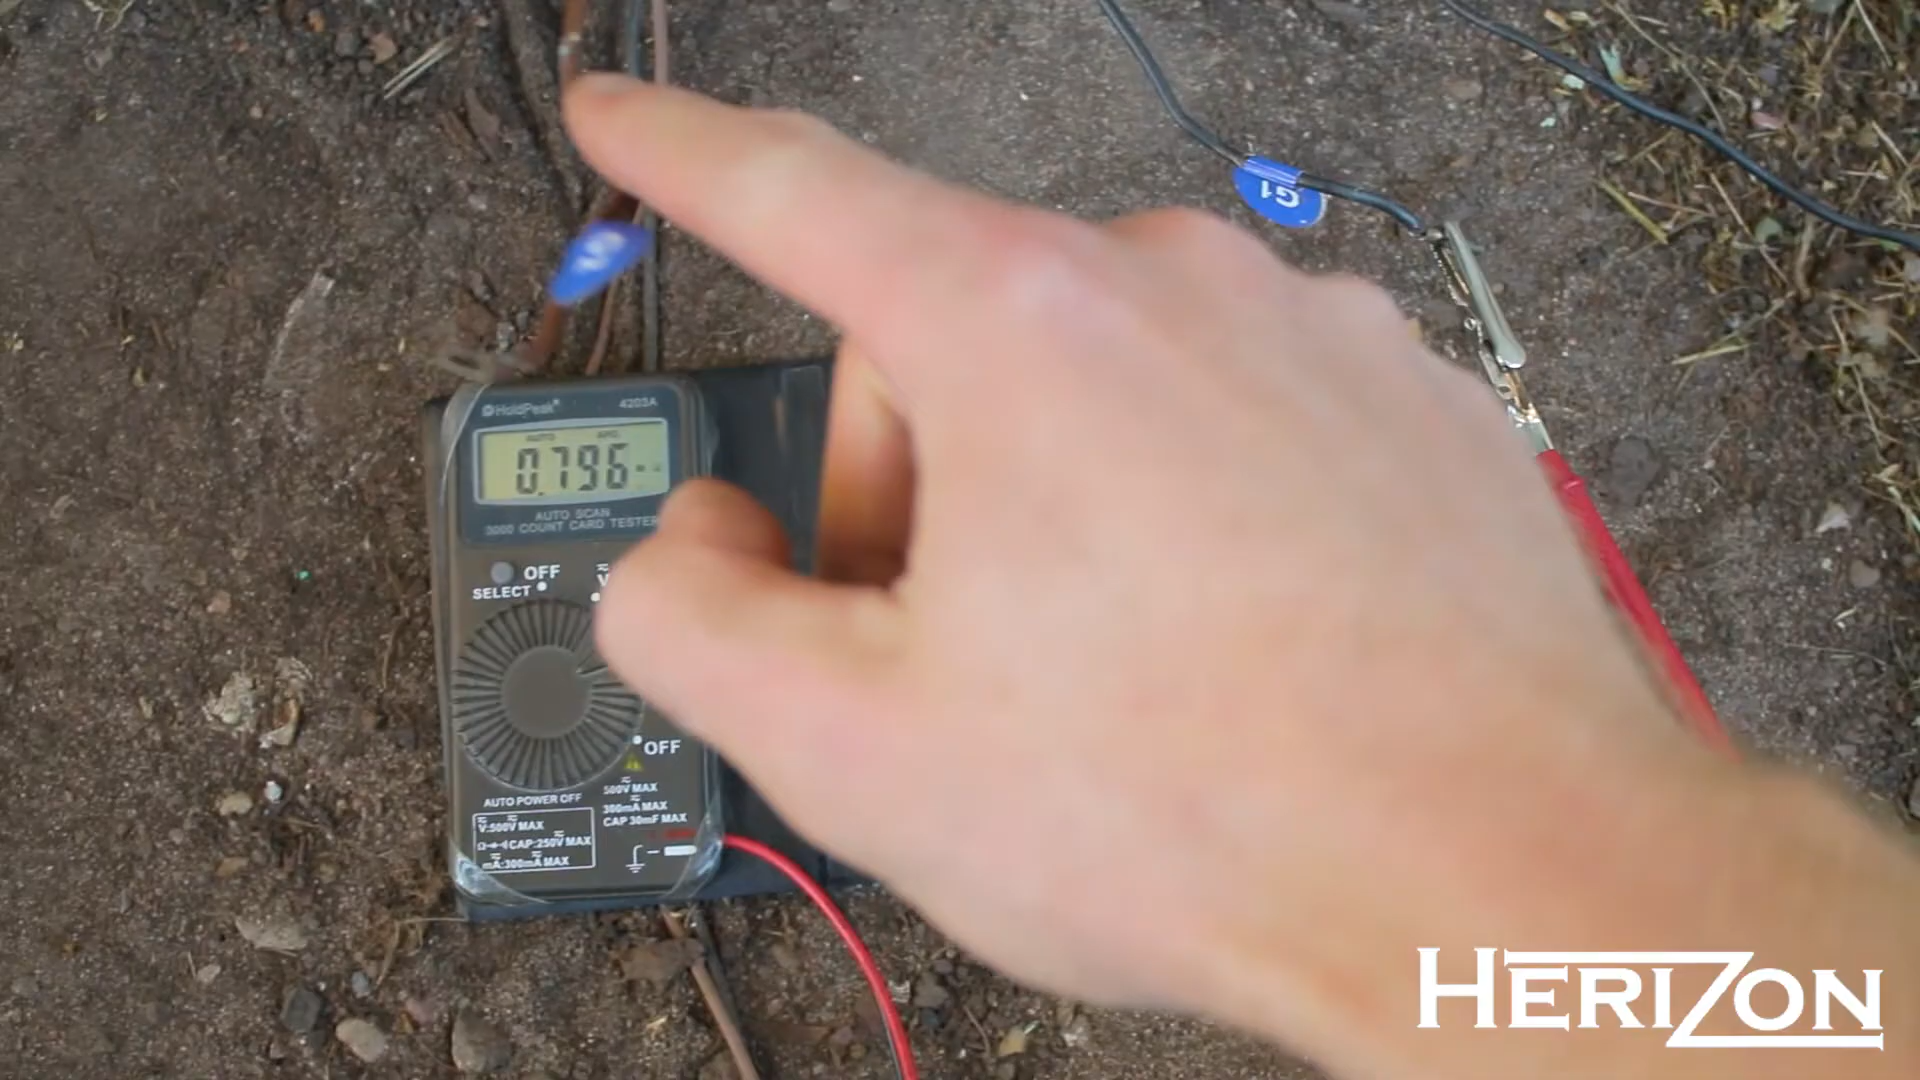 G1
HoldPeak
4203A
AUTO
0.796
AUTO SCAN
3000 COUNT CARD TESTER
OFF
SELECT
V
OFF
AUTO POWER OFF
500V MAX
300mA MAX
CAP 30mF MAX
V:500V MAX
CAP:250V MAX
mA:300mA MAX
HERIZON